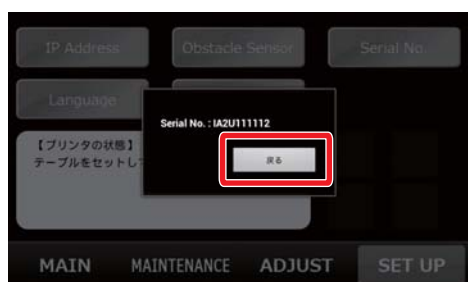 IP Address
Obstacle Sensor
Serial No.
Language
Serial No. : IA2U111112
【プリンタの状態】
テーブルをセットし
戻る
MAIN
MAINTENANCE
ADJUST
SET UP